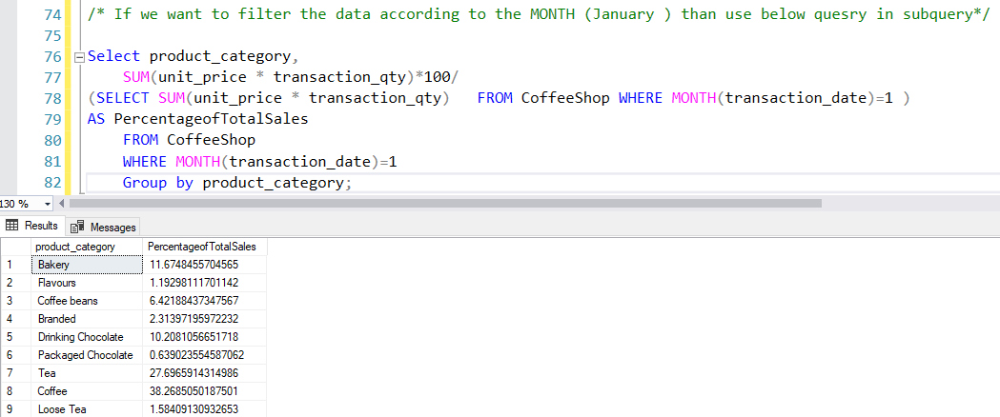 74 /* If we want to filter the data according to the MONTH (January ) than use below quesry in subquery*/
75
76 Select product_category,
77 SUM(unit_price * transaction_qty)*100/
78 (SELECT SUM(unit_price * transaction_qty) FROM CoffeeShop WHERE MONTH(transaction_date)=1 )
79 AS PercentageofTotalSales
80 FROM CoffeeShop
81 WHERE MONTH(transaction_date)=1
82 Group by product_category;
130 %
Results Messages
product_category PercentageofTotalSales
1 Bakery 11.6748455704565
2 Flavours 1.19298111701142
3 Coffee beans 6.42188437347567
4 Branded 2.31397195972232
5 Drinking Chocolate 10.2081056651718
6 Packaged Chocolate 0.639023554587062
7 Tea 27.6965914314986
8 Coffee 38.2685050187501
9 Loose Tea 1.58409130932653